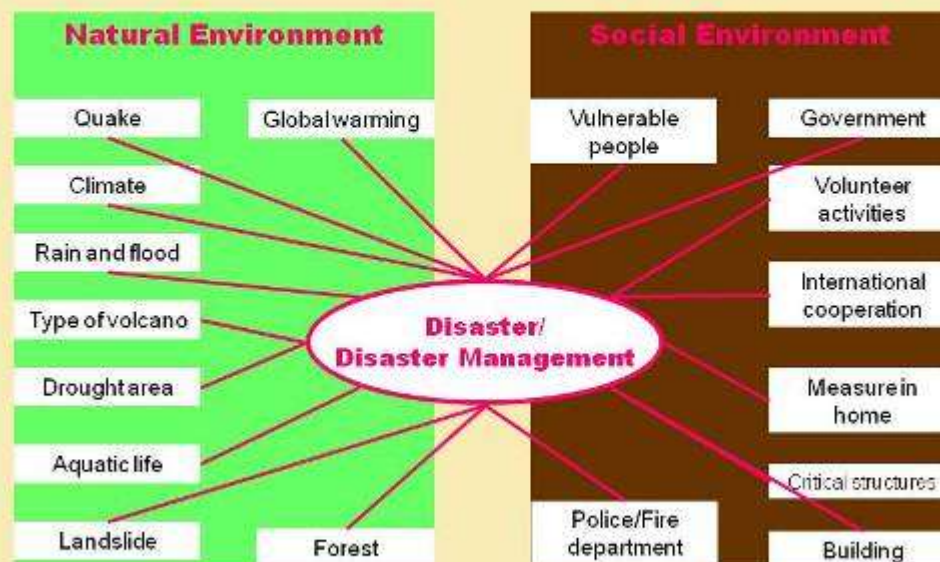 Natural Environment
Quake
Global warming
Climate
Rain and flood
Type of volcano
Drought area
Aquatic life
Landslide
Forest
Disaster/
Disaster Management
Social Environment
Vulnerable
people
Government
Volunteer
activities
International
cooperation
Measure in
home
Critical structures
Police/Fire
department
Building